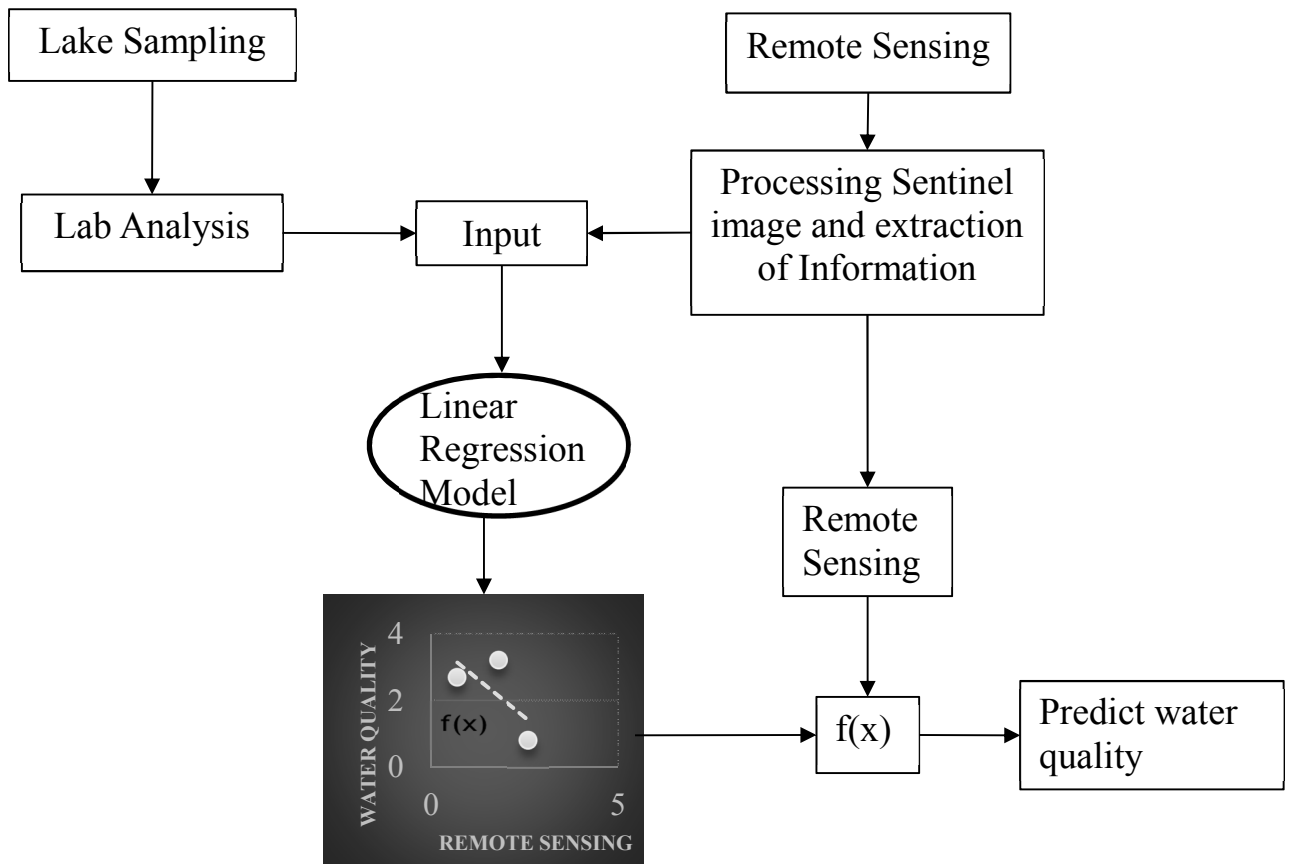 Lake Sampling
Remote Sensing
Lab Analysis
Input
Processing Sentinel
image and extraction
of Information
Linear
Regression
Model
Remote
Sensing
WATER QUALITY
4
2
0
f(x)
0
5
REMOTE SENSING
f(x)
Predict water
quality